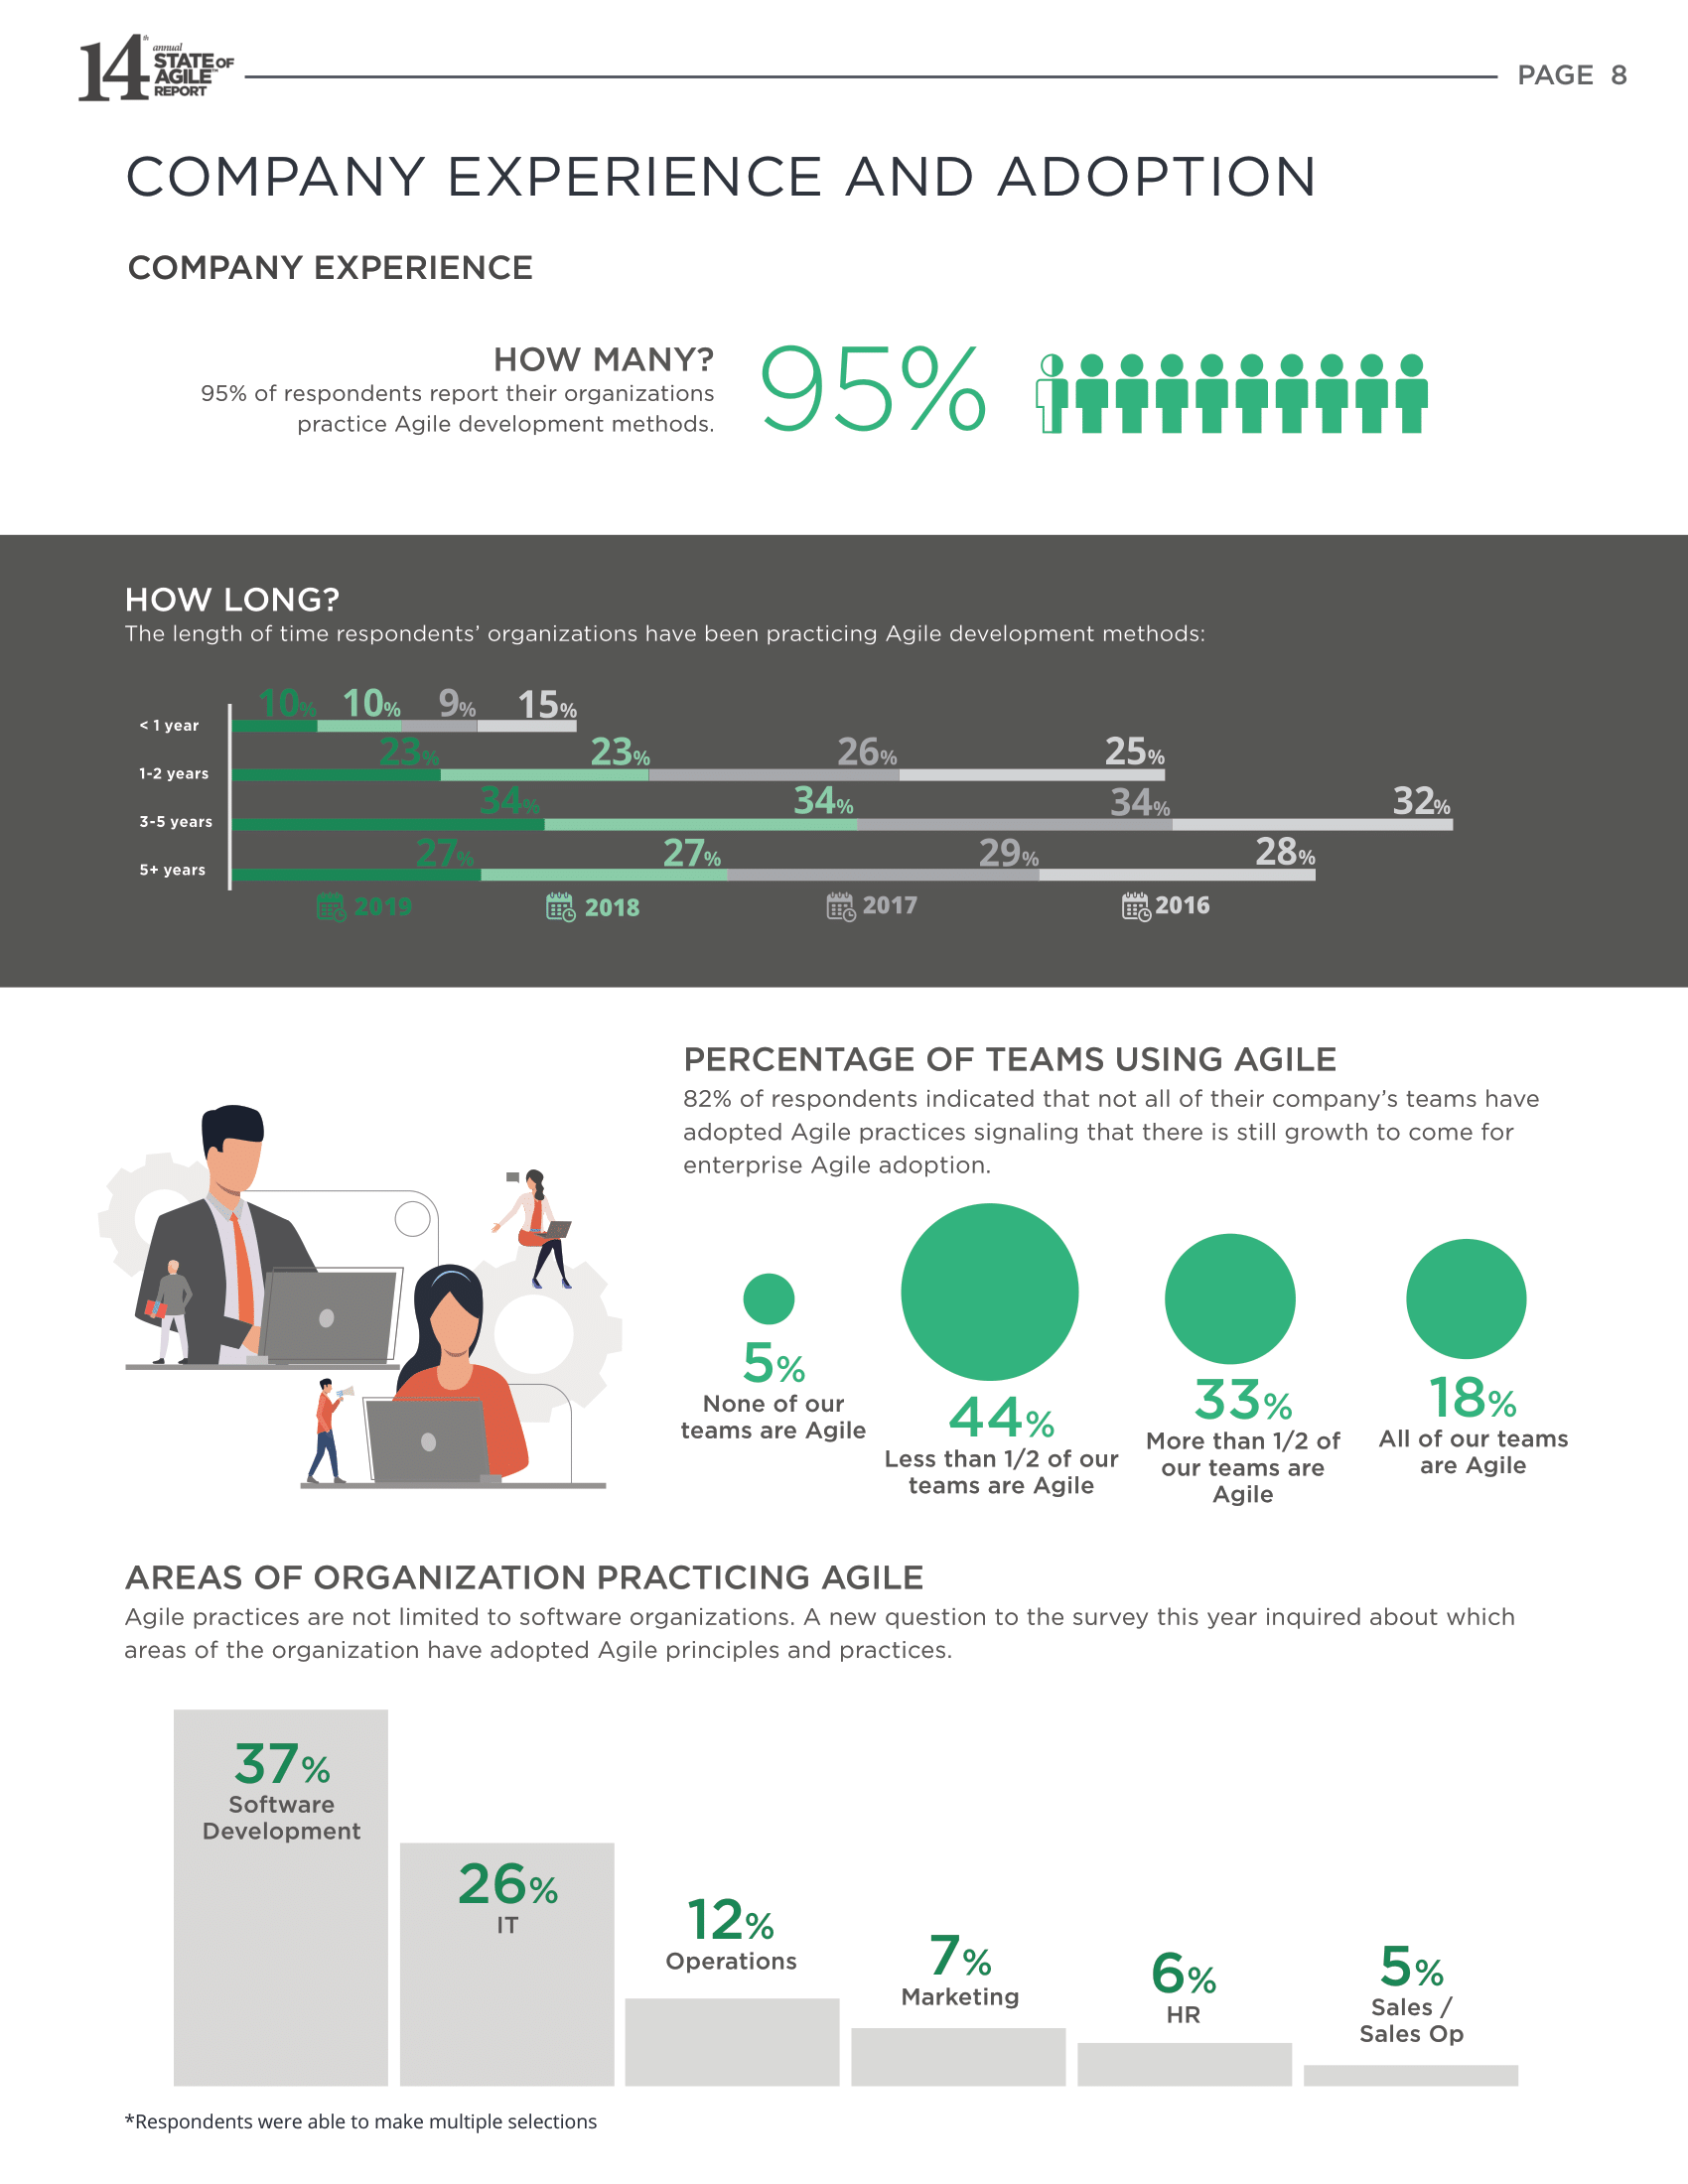 14th annual
STATE OF
AGILE™
REPORT
PAGE 8
COMPANY EXPERIENCE AND ADOPTION
COMPANY EXPERIENCE
HOW MANY?
95% of respondents report their organizations
practice Agile development methods.
95%
HOW LONG?
The length of time respondents’ organizations have been practicing Agile development methods:
10% 10% 9% 15%
< 1 year
23% 23% 26% 25%
1-2 years
34% 34% 34% 32%
3-5 years
27% 27% 29% 28%
5+ years
2019 2018 2017 2016
PERCENTAGE OF TEAMS USING AGILE
82% of respondents indicated that not all of their company’s teams have
adopted Agile practices signaling that there is still growth to come for
enterprise Agile adoption.
5%
None of our
teams are Agile
44%
Less than 1/2 of our
teams are Agile
33%
More than 1/2 of
our teams are
Agile
18%
All of our teams
are Agile
AREAS OF ORGANIZATION PRACTICING AGILE
Agile practices are not limited to software organizations. A new question to the survey this year inquired about which
areas of the organization have adopted Agile principles and practices.
37%
Software
Development
26%
IT
12%
Operations
7%
Marketing
6%
HR
5%
Sales /
Sales Op
*Respondents were able to make multiple selections